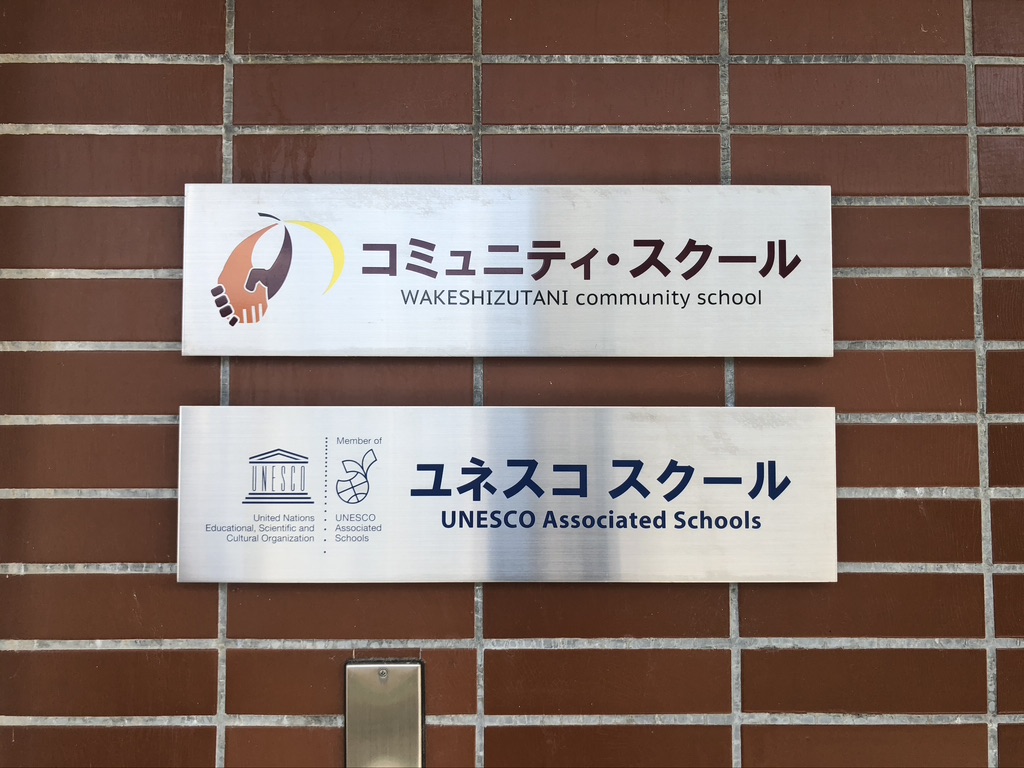 コミュニティ・スクール
WAKESHIZUTANI community school
UNESCO
United Nations
Educational, Scientific and
Cultural Organization
Member of
UNESCO
Associated
Schools
ユネスコ スクール
UNESCO Associated Schools